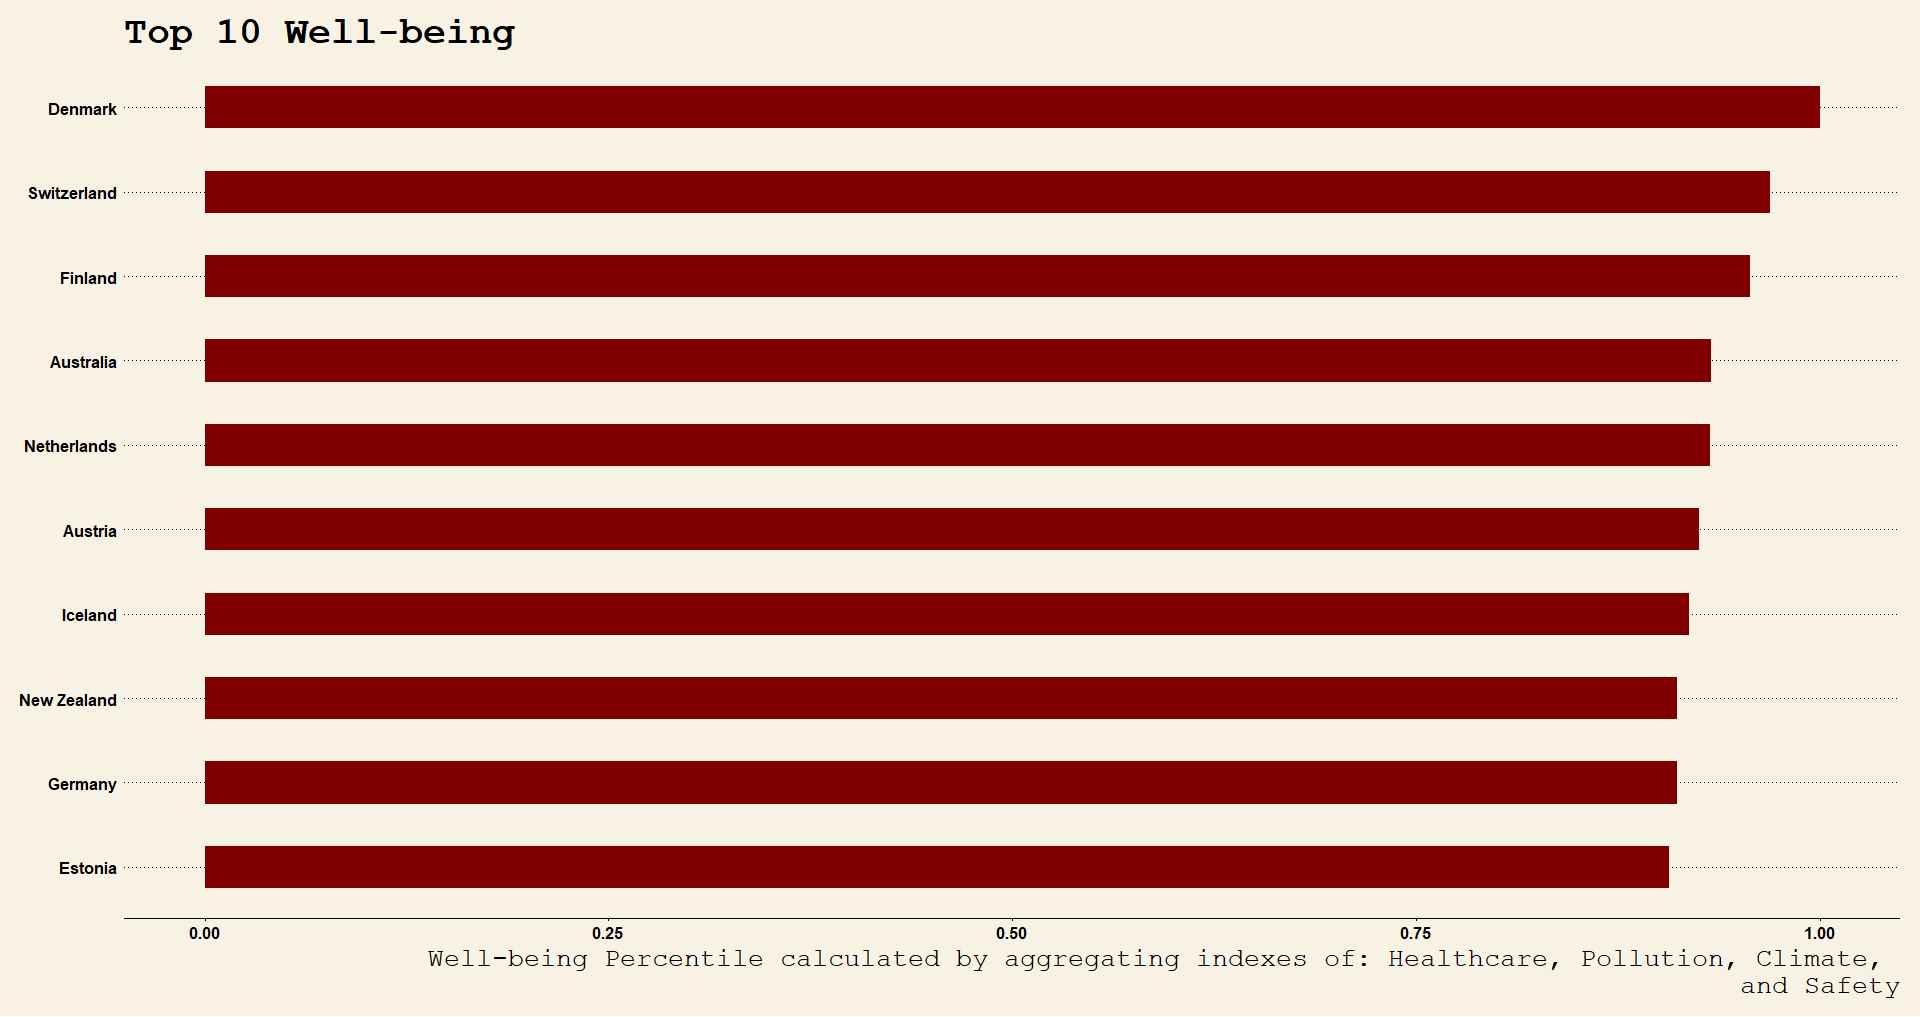 Top 10 Well-being
Denmark
Switzerland
Finland
Australia
Netherlands
Austria
Iceland
New Zealand
Germany
Estonia
0.00 0.25 0.50 0.75 1.00
Well-being Percentile calculated by aggregating indexes of: Healthcare, Pollution, Climate,
and Safety